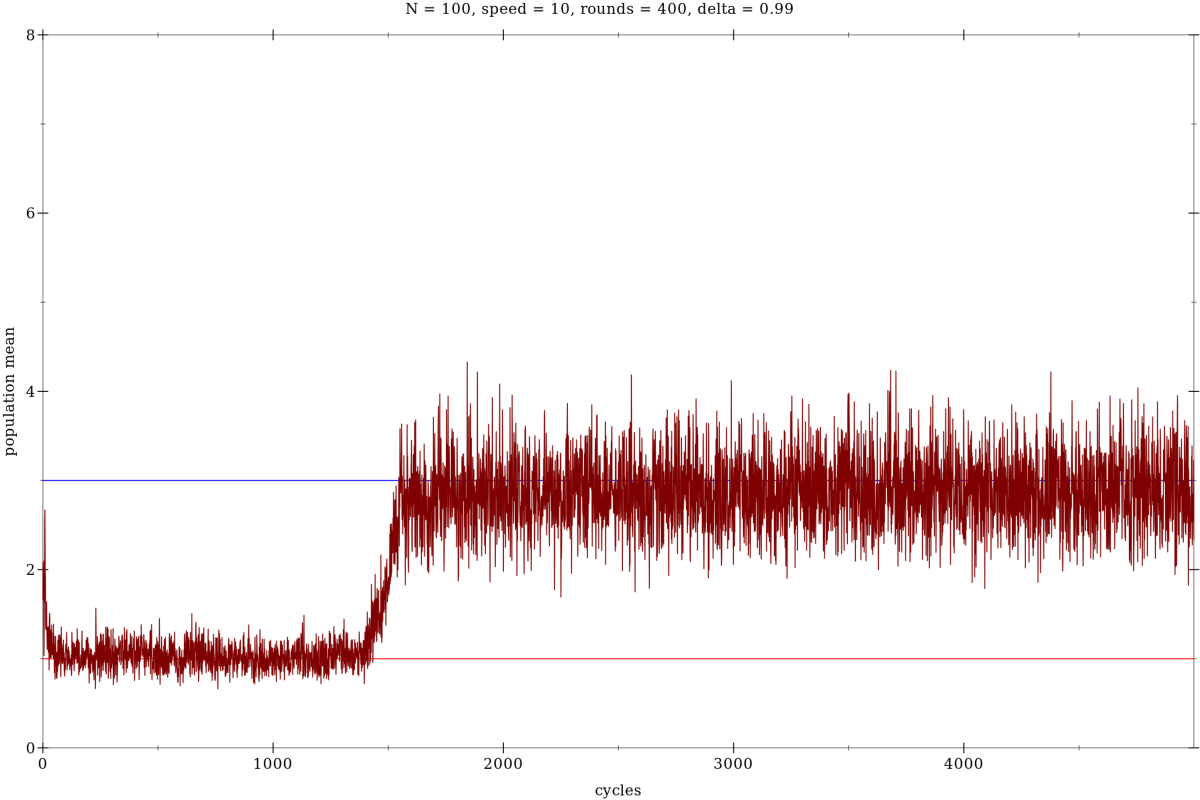 N = 100, speed = 10, rounds = 400, delta = 0.99
8
6
4
2
0
population mean
0 1000 2000 3000 4000
cycles